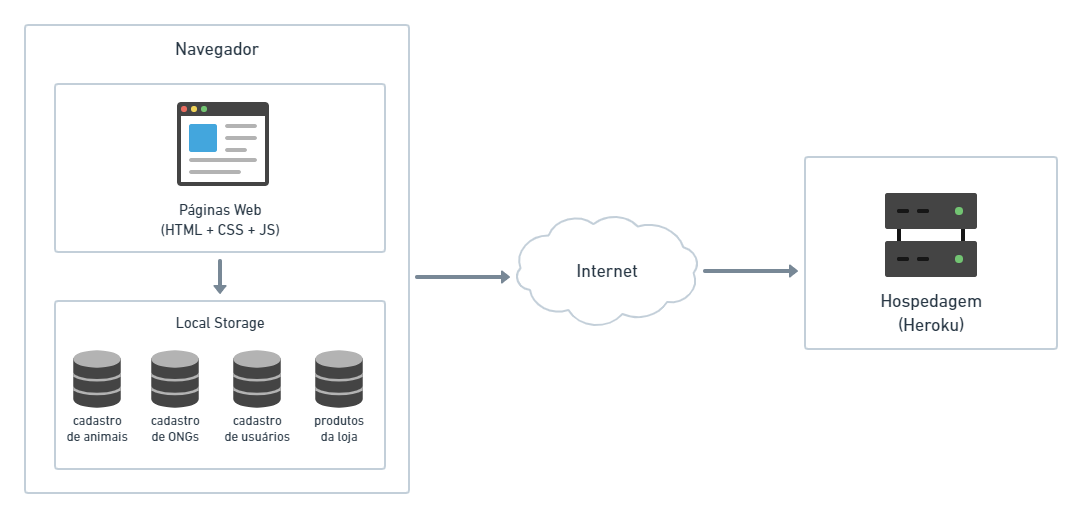 Navegador
Páginas Web
(HTML + CSS + JS)
Local Storage
cadastro
de animais
cadastro
de ONGs
cadastro
de usuários
produtos
da loja
Internet
Hospedagem
(Heroku)